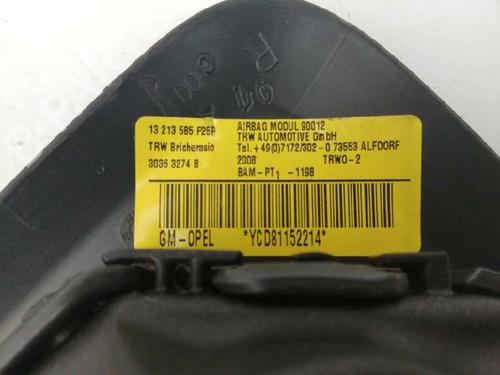 13 213 585 F25P AIRBAG MODUL 90012
TRW Bricherasio TRW AUTOMOTIVE GmbH
Tel.+49(0)7172/302-0 73553 ALFDORF
3036 3274 B 2008 TRWO-2
BAM-PT1 -1198
GM-OPEL *YCD81152214*